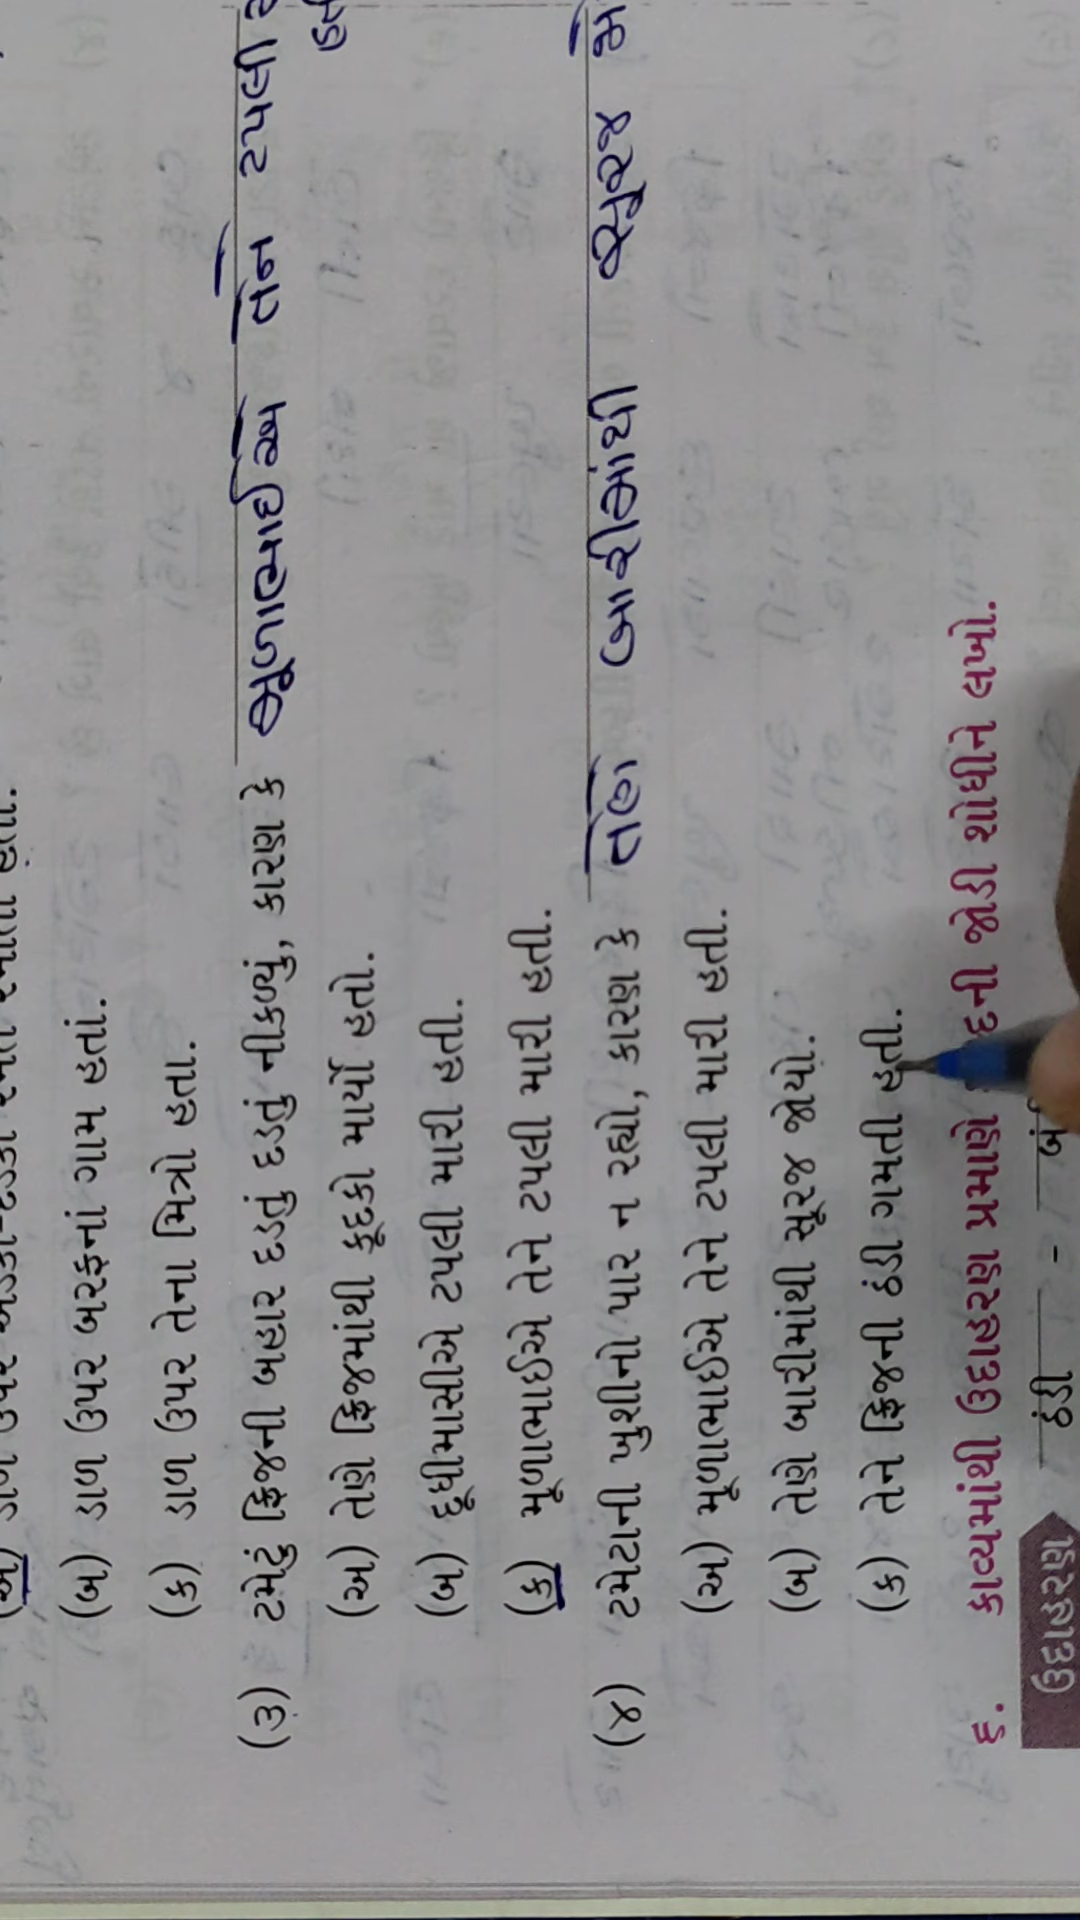 (બ) ડાળ ઉપર બરફનાં ગામ હતાં.
(ક) ડાળ ઉપર તેના મિત્રો હતા.
(૩) ટમેટું ફ્રિજની બહાર દડતું દડતું નીકળ્યું, કારણ કે મૂળાભાઈએ તેને ટપલી
(અ) તેણે ફ્રિજમાંથી કૂદકો માર્યો હતો.
(બ) દૂધીમાસીએ ટપલી મારી હતી.
(ક) મૂળાભાઈએ તેને ટપલી મારી હતી.
(૪) ટમેટાની ખુશીનો પાર ન રહ્યો, કારણ કે તેણે બારીમાંથી સૂરજ
(અ) મૂળાભાઈએ તેને ટપલી મારી હતી.
(બ) તેણે બારીમાંથી સૂરજ જોયો.
(ક) તેને ફ્રિજની ઠંડી ગમતી હતી.
૬. કાવ્યમાંથી ઉદાહરણ પ્રમાણે જોડી શોધીને લખો.
ઉદાહરણ ઠંડી -